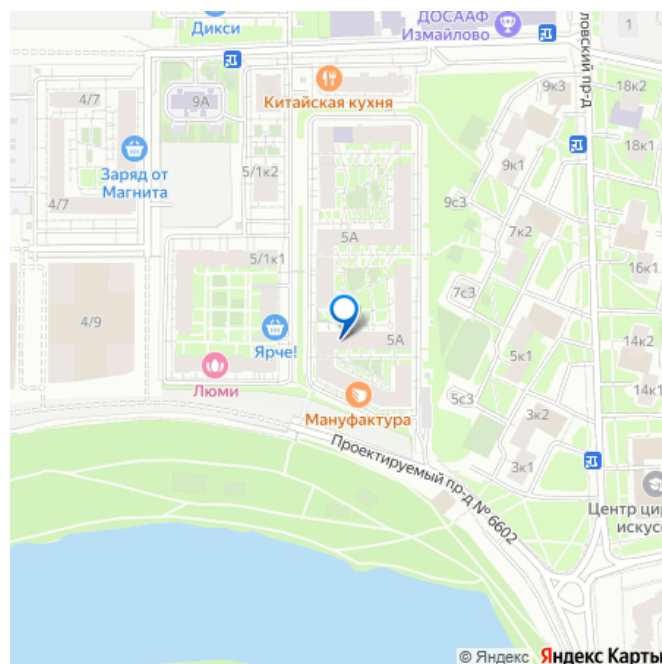 Дикси
ДОСААФ
Измайлово
1
ловский пр-д
Китайская кухня
4/7
9А
9к3
18к2
Заряд от
Магнита
5/1к2
9к1
18к1
4/7
9с3
5А
7к2
5/1к1
16к1
7с3
4/9
Ярче!
5А
14к2
5к1
Люми
14к1
5с3
Мануфактура
3к2
Проектируемый пр-д № 6602
3к1
Центр цир
искусс
© Яндекс Яндекс Карты